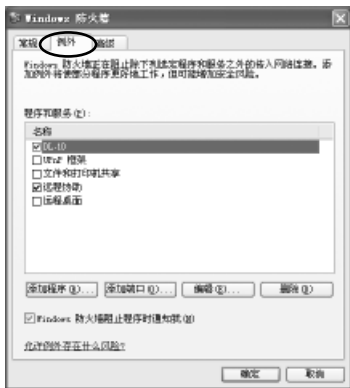 Windows 防火墙
常规 例外 高级
Windows 防火墙正在阻止除下列选定程序和服务之外的传入网络连接。添
加例外将使部分程序更好地工作，但可能增加安全风险。
程序和服务(P):
名称
DL-10
UPnP 框架
文件和打印机共享
远程协助
远程桌面
添加程序(R)... 添加端口(O)... 编辑(E)... 删除(D)
Windows 防火墙阻止程序时通知我(N)
允许例外存在什么风险?
确定 取消